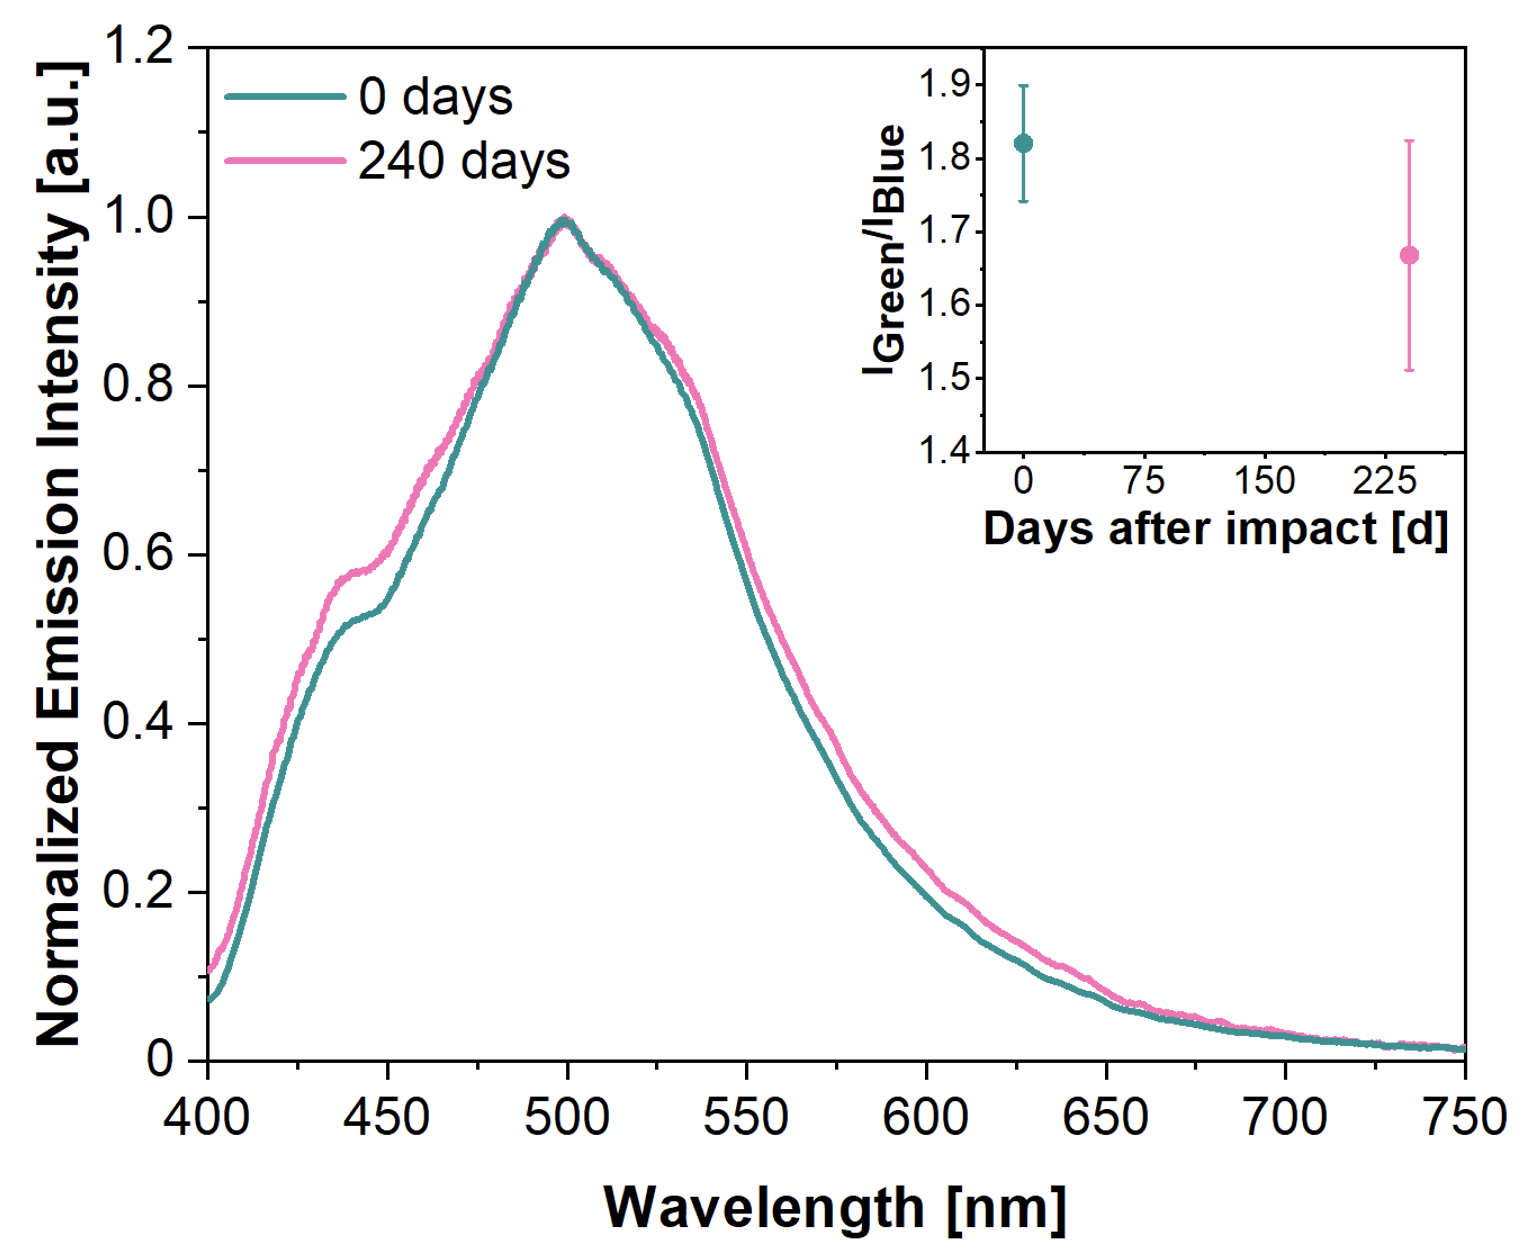 Normalized Emission Intensity [a.u.]
1.2
1.0
0.8
0.6
0.4
0.2
0
0 days
240 days
IGreen/IBlue
1.9
1.8
1.7
1.6
1.5
1.4
0 75 150 225
Days after impact [d]
400 450 500 550 600 650 700 750
Wavelength [nm]